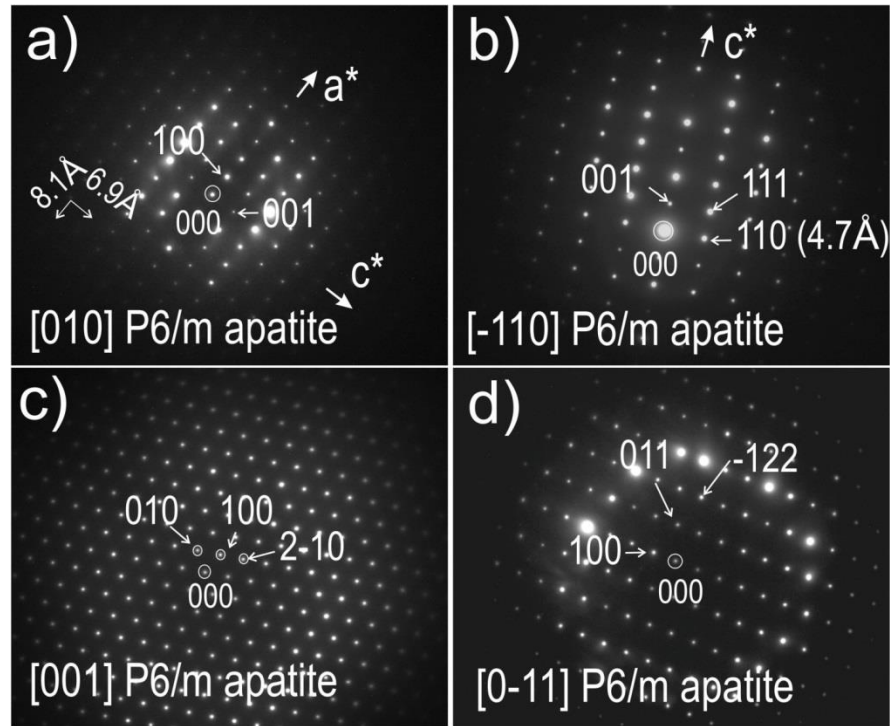 a)
a*
100
8.1Å 6.9Å
000
001
c*
[010] P6/m apatite
b)
c*
001
111
110 (4.7Å)
000
[-110] P6/m apatite
c)
010
100
2-10
000
[001] P6/m apatite
d)
011
-122
100
000
[0-11] P6/m apatite